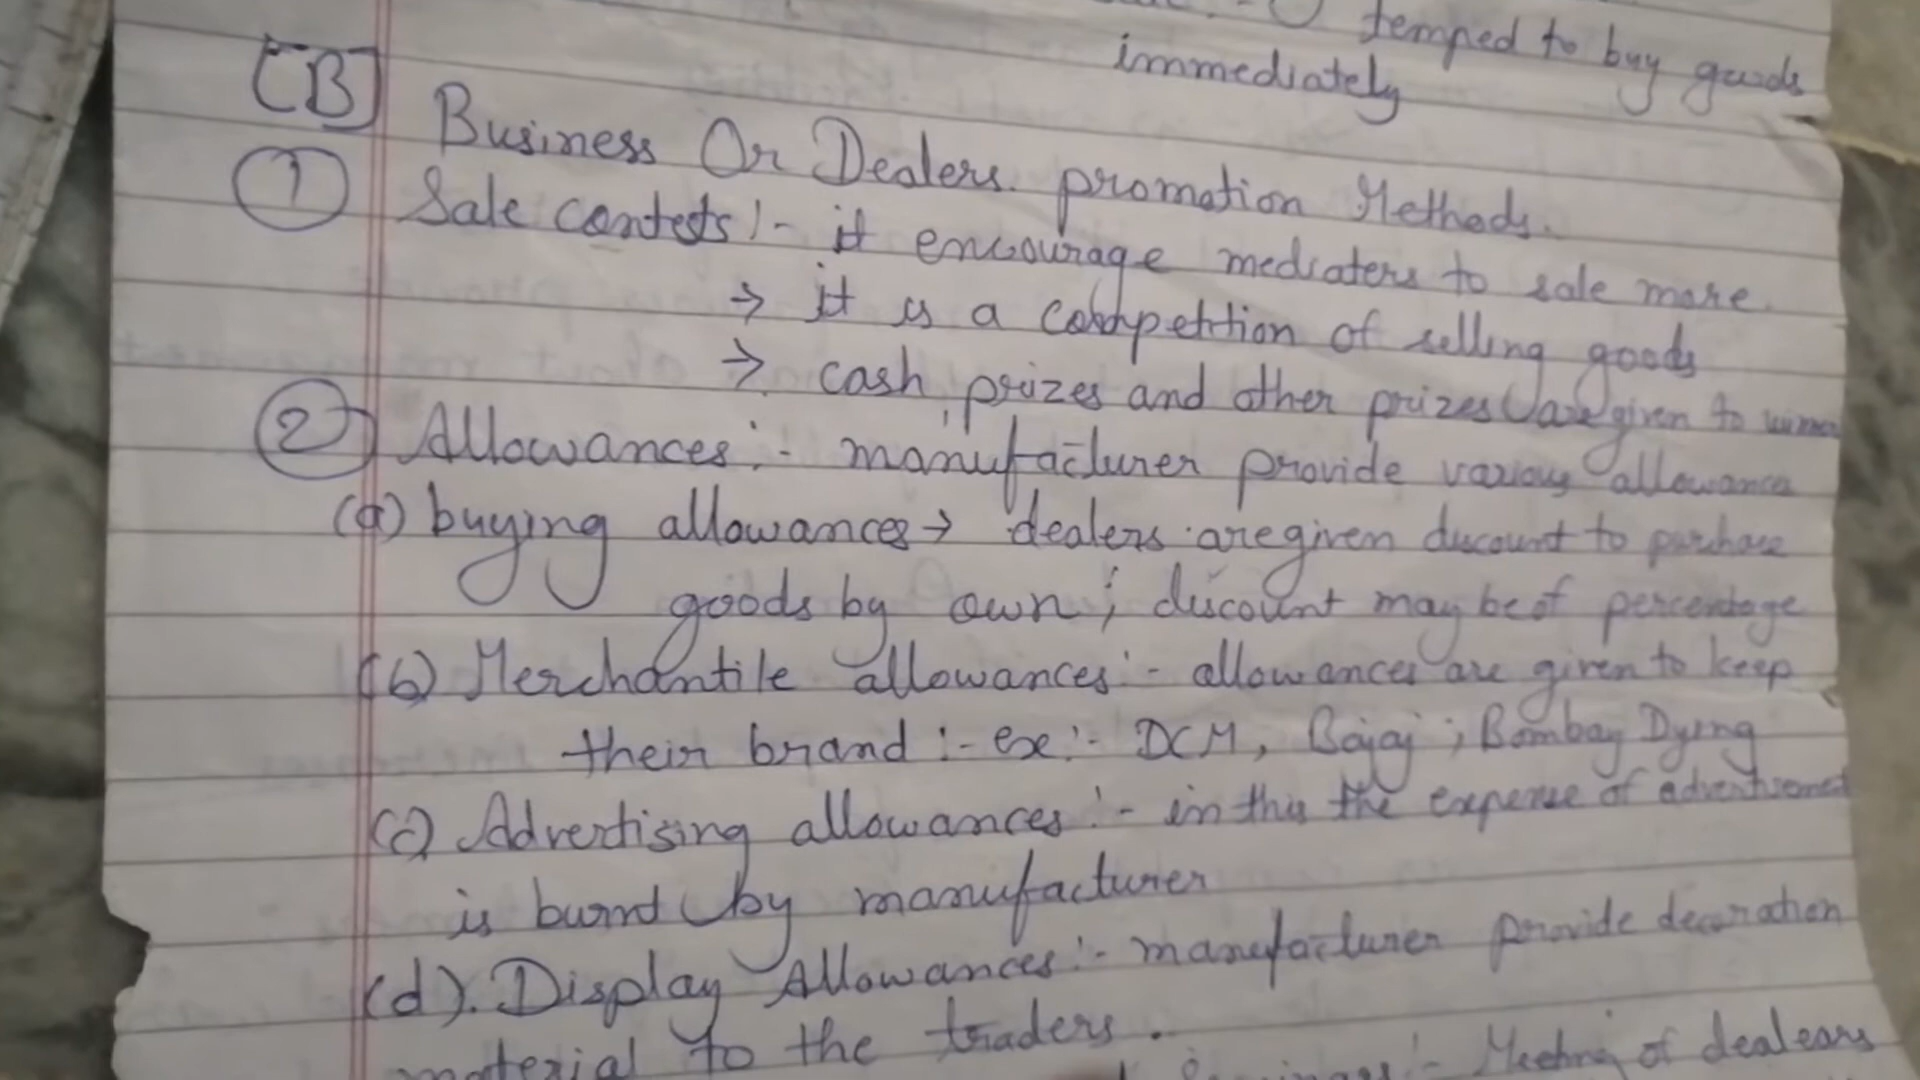 temped to buy goods
immediately
[B] Business Or Dealers promotion Methods.
① Sale contests :- it encourage mediaters to sale more
→ it is a competition of selling goods
→ cash prizes and other prizes are given to winner
② Allowances :- manufacturer provide various allowances
(a) buying allowances → dealers are given discount to purchase
goods by own ; discount may be of percentage
(b) Merchantile allowances :- allowances are given to keep
their brand :- ex :- DCM, Bajaj ; Bombay Dying
(c) Advertising allowances :- in this the expense of advertisement
is burnt by manufacturer
(d). Display Allowances :- manufacturer provide decoration
material to the traders .
:- Meeting of dealears